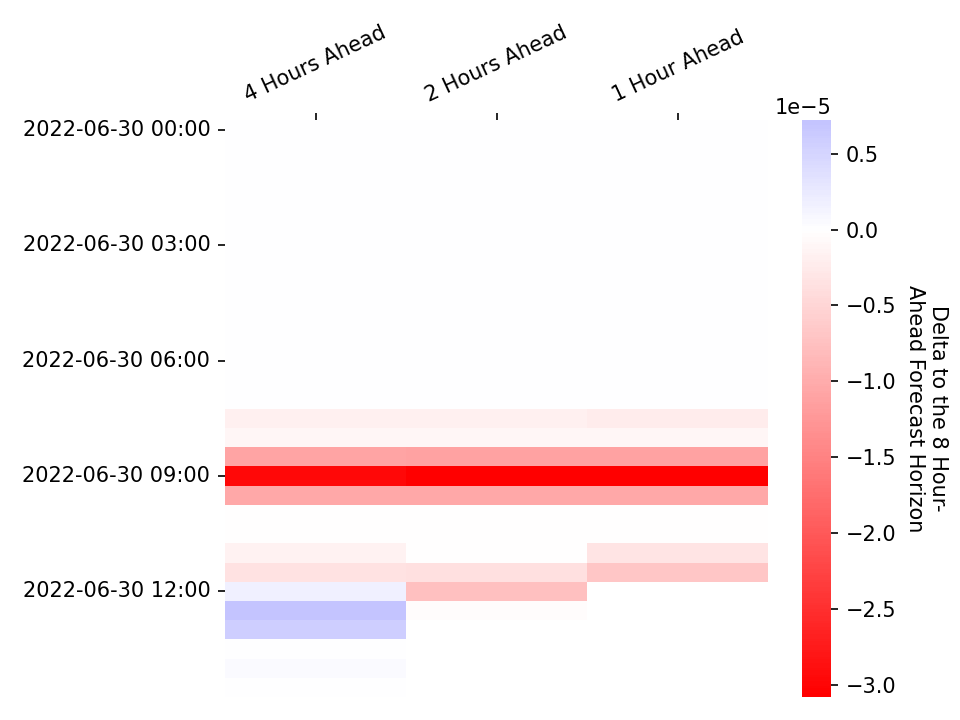 4 Hours Ahead
2 Hours Ahead
1 Hour Ahead
1e−5
2022-06-30 00:00
2022-06-30 03:00
2022-06-30 06:00
2022-06-30 09:00
2022-06-30 12:00
0.5
0.0
−0.5
−1.0
−1.5
−2.0
−2.5
−3.0
Delta to the 8 Hour-
Ahead Forecast Horizon